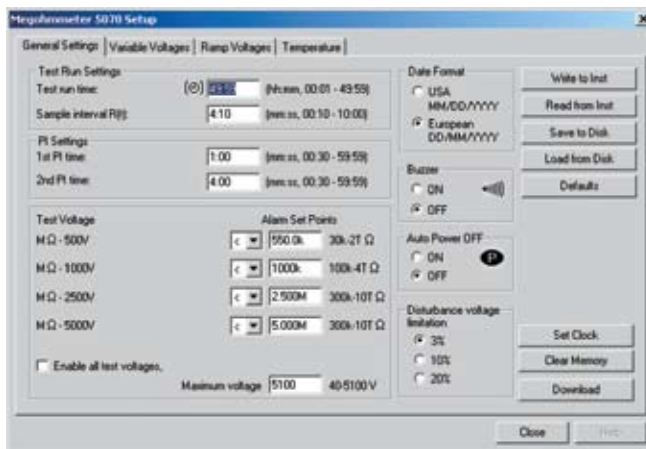 Megohmmeter 5070 Setup
General Settings Variable Voltages Ramp Voltages Temperature
Test Run Settings
Test run time: (hh:mm, 00:01 - 49:59)
Sample interval R(t): 4:10 (mm:ss, 00:10 - 10:00)
PI Settings
1st PI time: 1:00 (mm:ss, 00:30 - 59:59)
2nd PI time: 4:00 (mm:ss, 00:30 - 59:59)
Test Voltage Alarm Set Points
MΩ - 500V < 550.0k 30k-2T Ω
MΩ - 1000V < 1000k 100k-4T Ω
MΩ - 2500V < 2.500M 300k-10T Ω
MΩ - 5000V < 5.000M 300k-10T Ω
Enable all test voltages,
Maximum voltage 5100 40-5100 V
Date Format
USA
MM/DD/YYYY
European
DD/MM/YYYY
Buzzer
ON
OFF
Auto Power OFF
ON
P
OFF
Disturbance voltage
limitation
3%
10%
20%
Write to Inst
Read from Inst
Save to Disk
Load from Disk
Defaults
Set Clock
Clear Memory
Download
Close